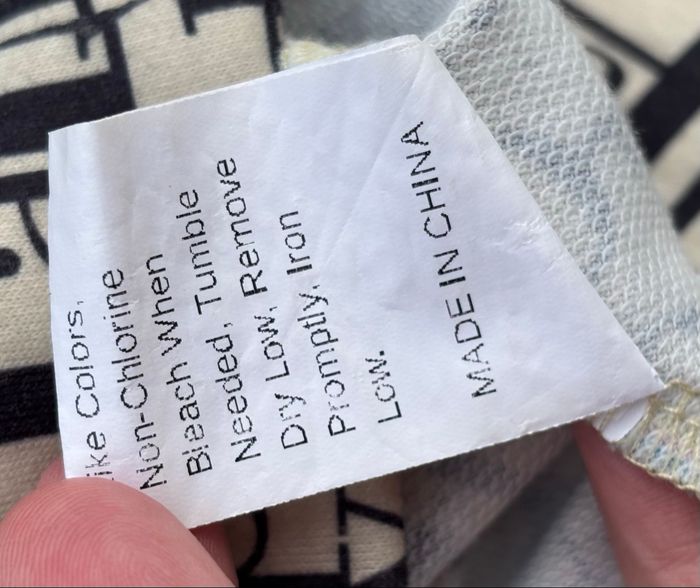 ike Colors,
Non-Chlorine
Bleach When
Needed, Tumble
Dry Low, Remove
Promptly, Iron
Low.
MADE IN CHINA